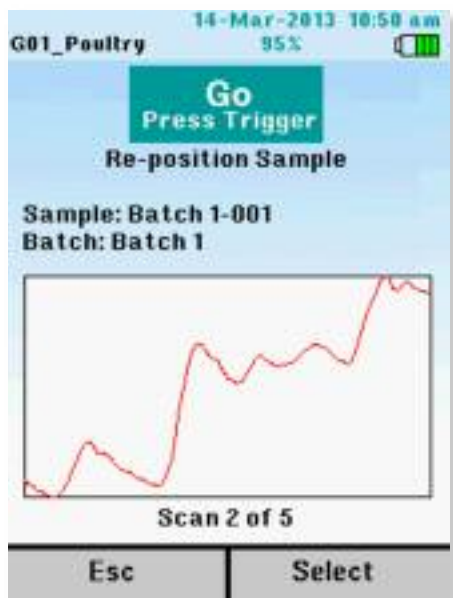 14-Mar-2013 10:50 am
G01_Poultry 95%
Go
Press Trigger
Re-position Sample
Sample: Batch 1-001
Batch: Batch 1
Scan 2 of 5
Esc Select